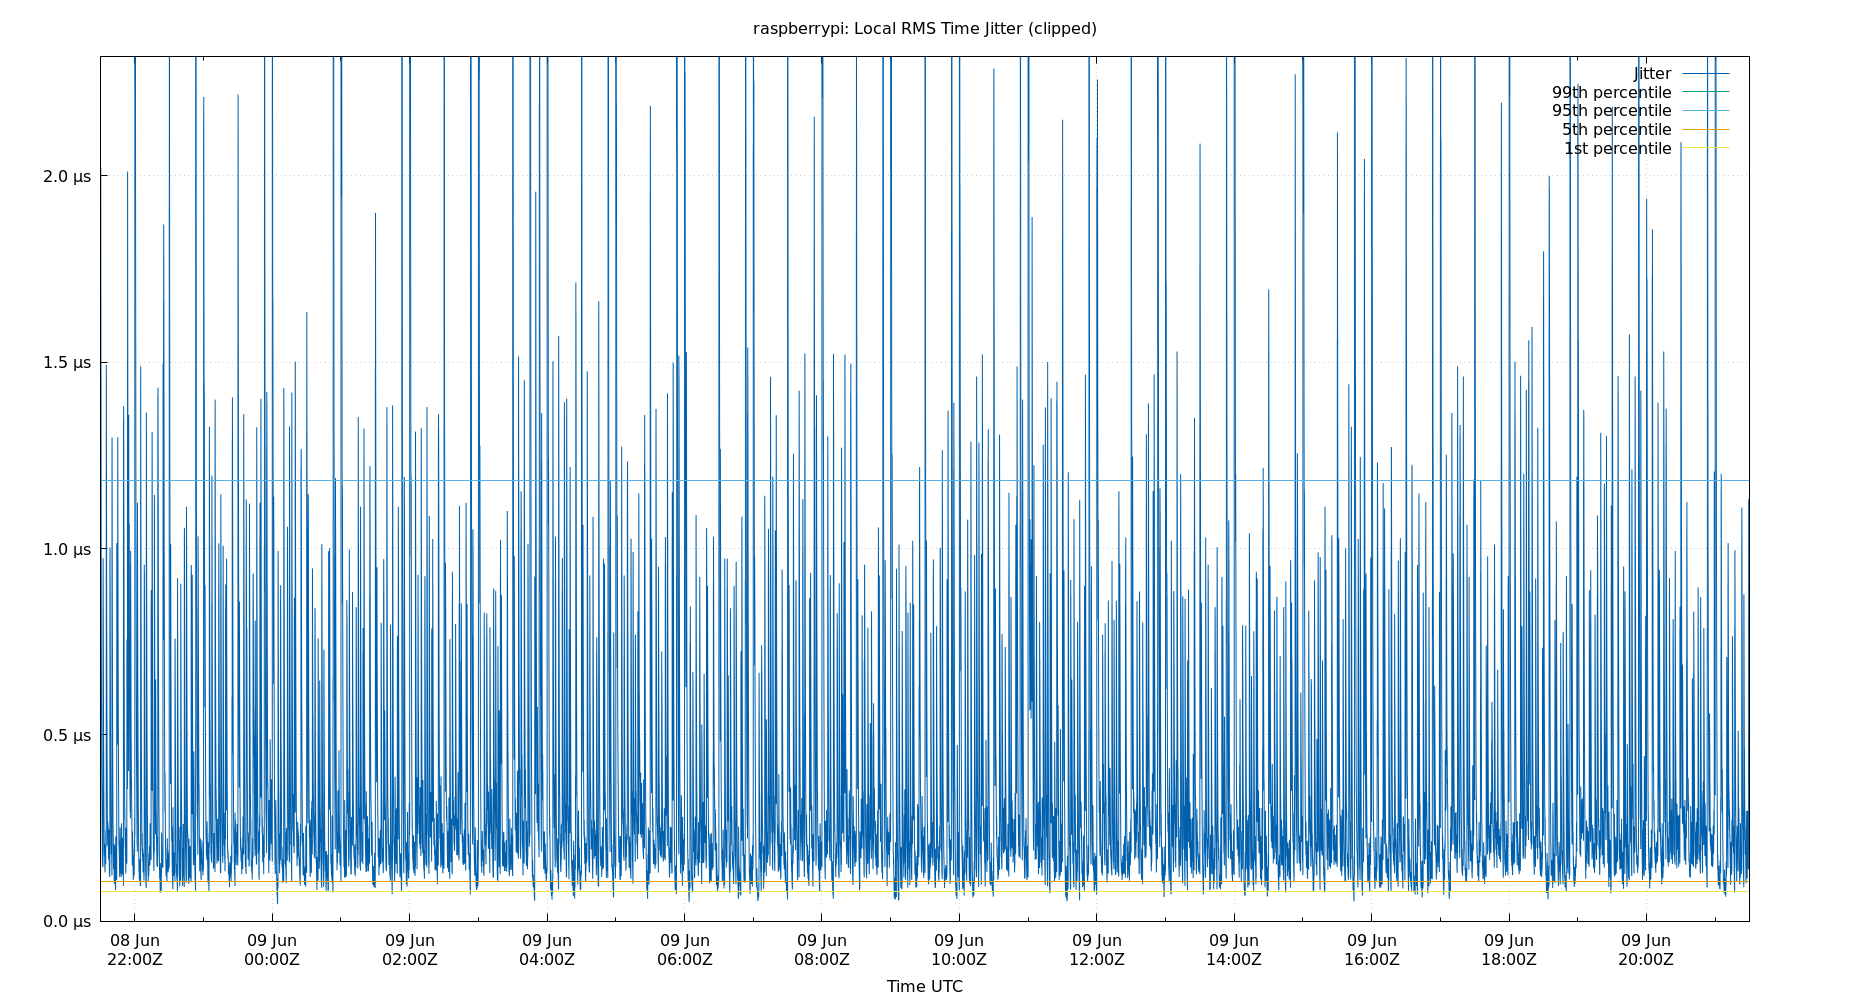 raspberrypi: Local RMS Time Jitter (clipped)
Jitter
99th percentile
95th percentile
5th percentile
1st percentile
2.0 µs
1.5 µs
1.0 µs
0.5 µs
0.0 µs
08 Jun 09 Jun 09 Jun 09 Jun 09 Jun 09 Jun 09 Jun 09 Jun 09 Jun 09 Jun 09 Jun 09 Jun
22:00Z 00:00Z 02:00Z 04:00Z 06:00Z 08:00Z 10:00Z 12:00Z 14:00Z 16:00Z 18:00Z 20:00Z
Time UTC